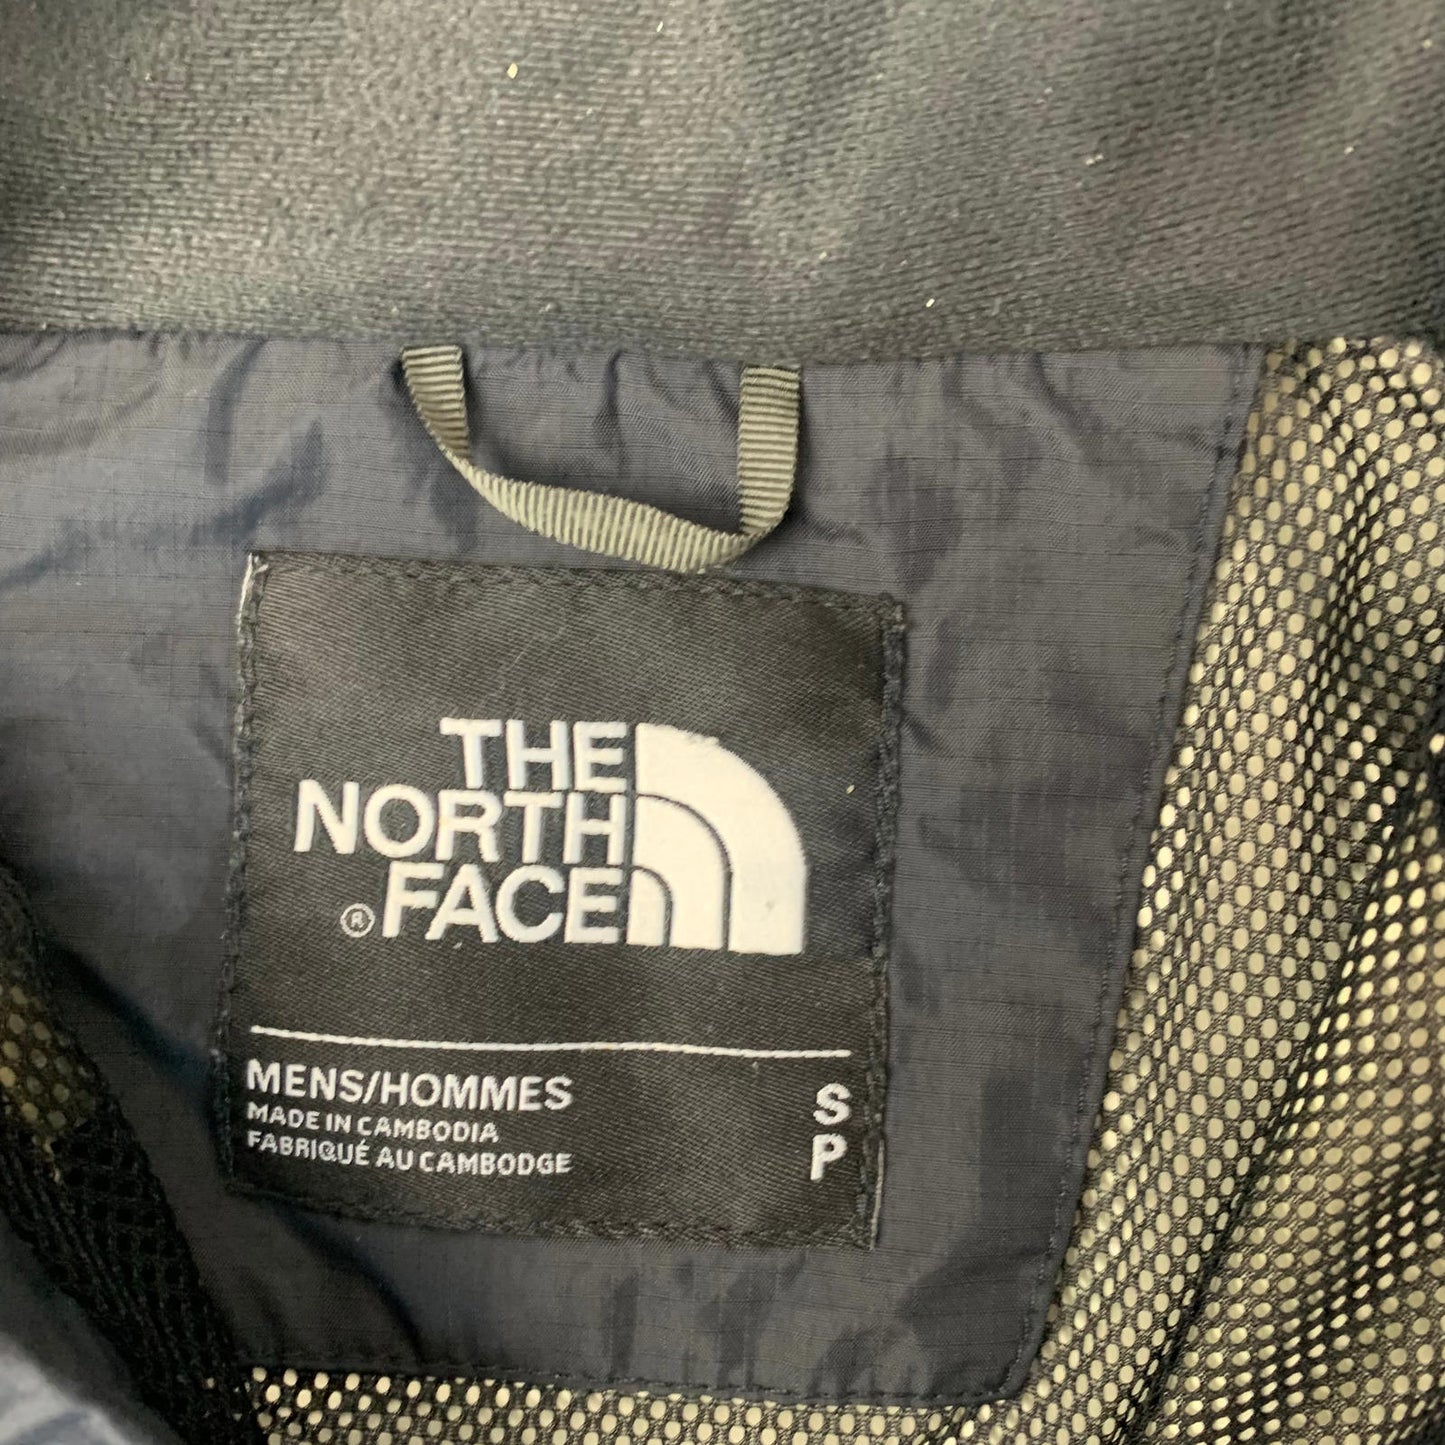 THE
NORTH
®FACE
MENS/HOMMES S
MADE IN CAMBODIA
FABRIQUÉ AU CAMBODGE P